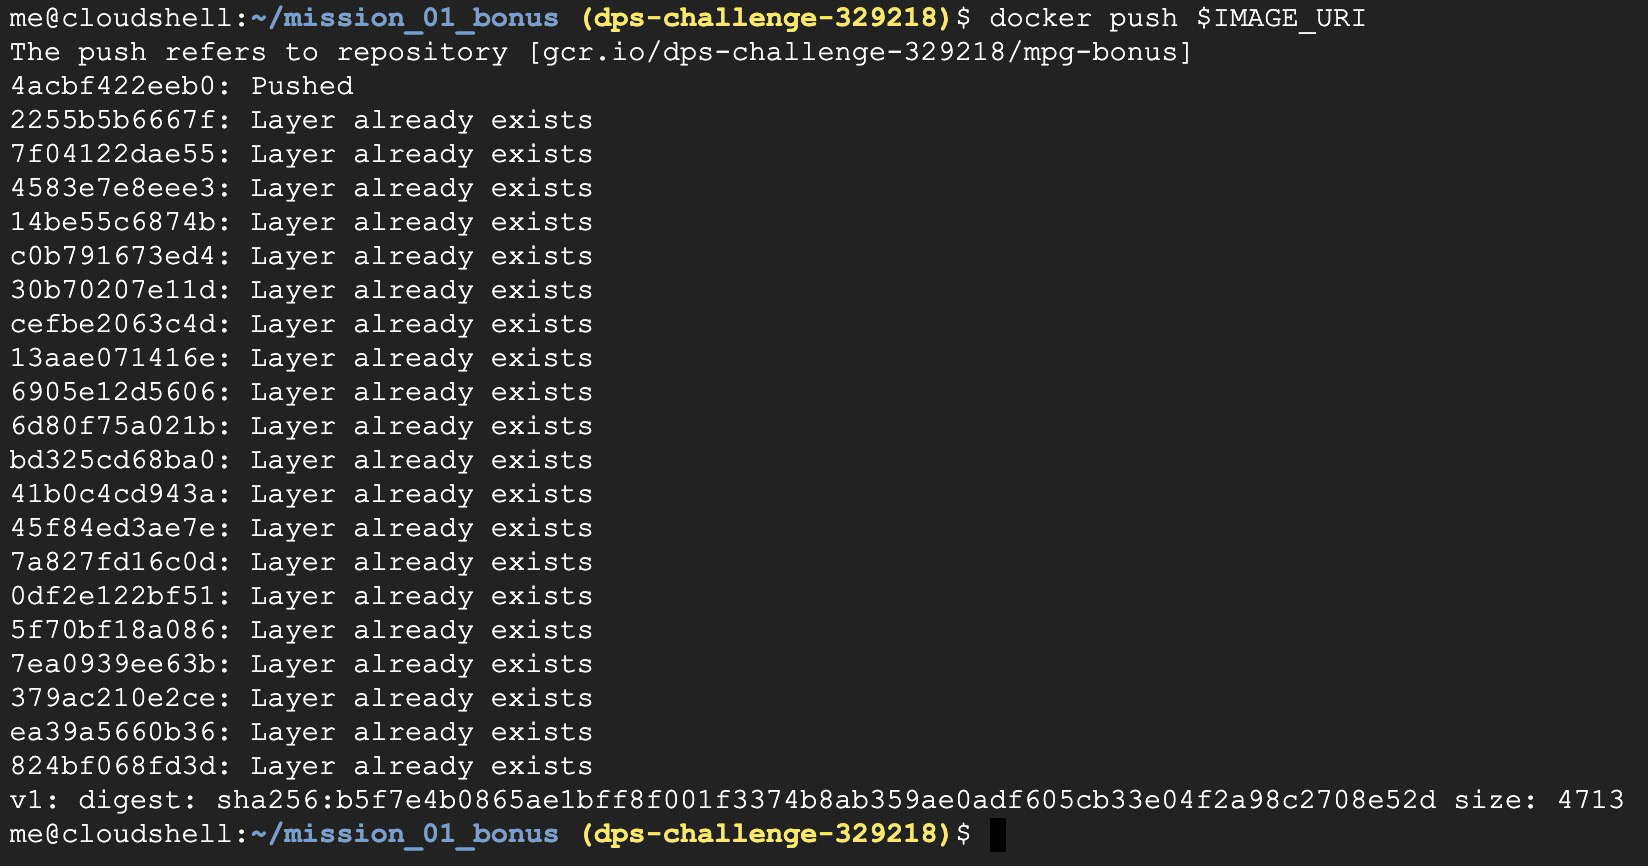 me@cloudshell:~/mission_01_bonus (dps-challenge-329218)$ docker push $IMAGE_URI
The push refers to repository [gcr.io/dps-challenge-329218/mpg-bonus]
4acbf422eeb0: Pushed
2255b5b6667f: Layer already exists
7f04122dae55: Layer already exists
4583e7e8eee3: Layer already exists
14be55c6874b: Layer already exists
c0b791673ed4: Layer already exists
30b70207e11d: Layer already exists
cefbe2063c4d: Layer already exists
13aae071416e: Layer already exists
6905e12d5606: Layer already exists
6d80f75a021b: Layer already exists
bd325cd68ba0: Layer already exists
41b0c4cd943a: Layer already exists
45f84ed3ae7e: Layer already exists
7a827fd16c0d: Layer already exists
0df2e122bf51: Layer already exists
5f70bf18a086: Layer already exists
7ea0939ee63b: Layer already exists
379ac210e2ce: Layer already exists
ea39a5660b36: Layer already exists
824bf068fd3d: Layer already exists
v1: digest: sha256:b5f7e4b0865ae1bff8f001f3374b8ab359ae0adf605cb33e04f2a98c2708e52d size: 4713
me@cloudshell:~/mission_01_bonus (dps-challenge-329218)$